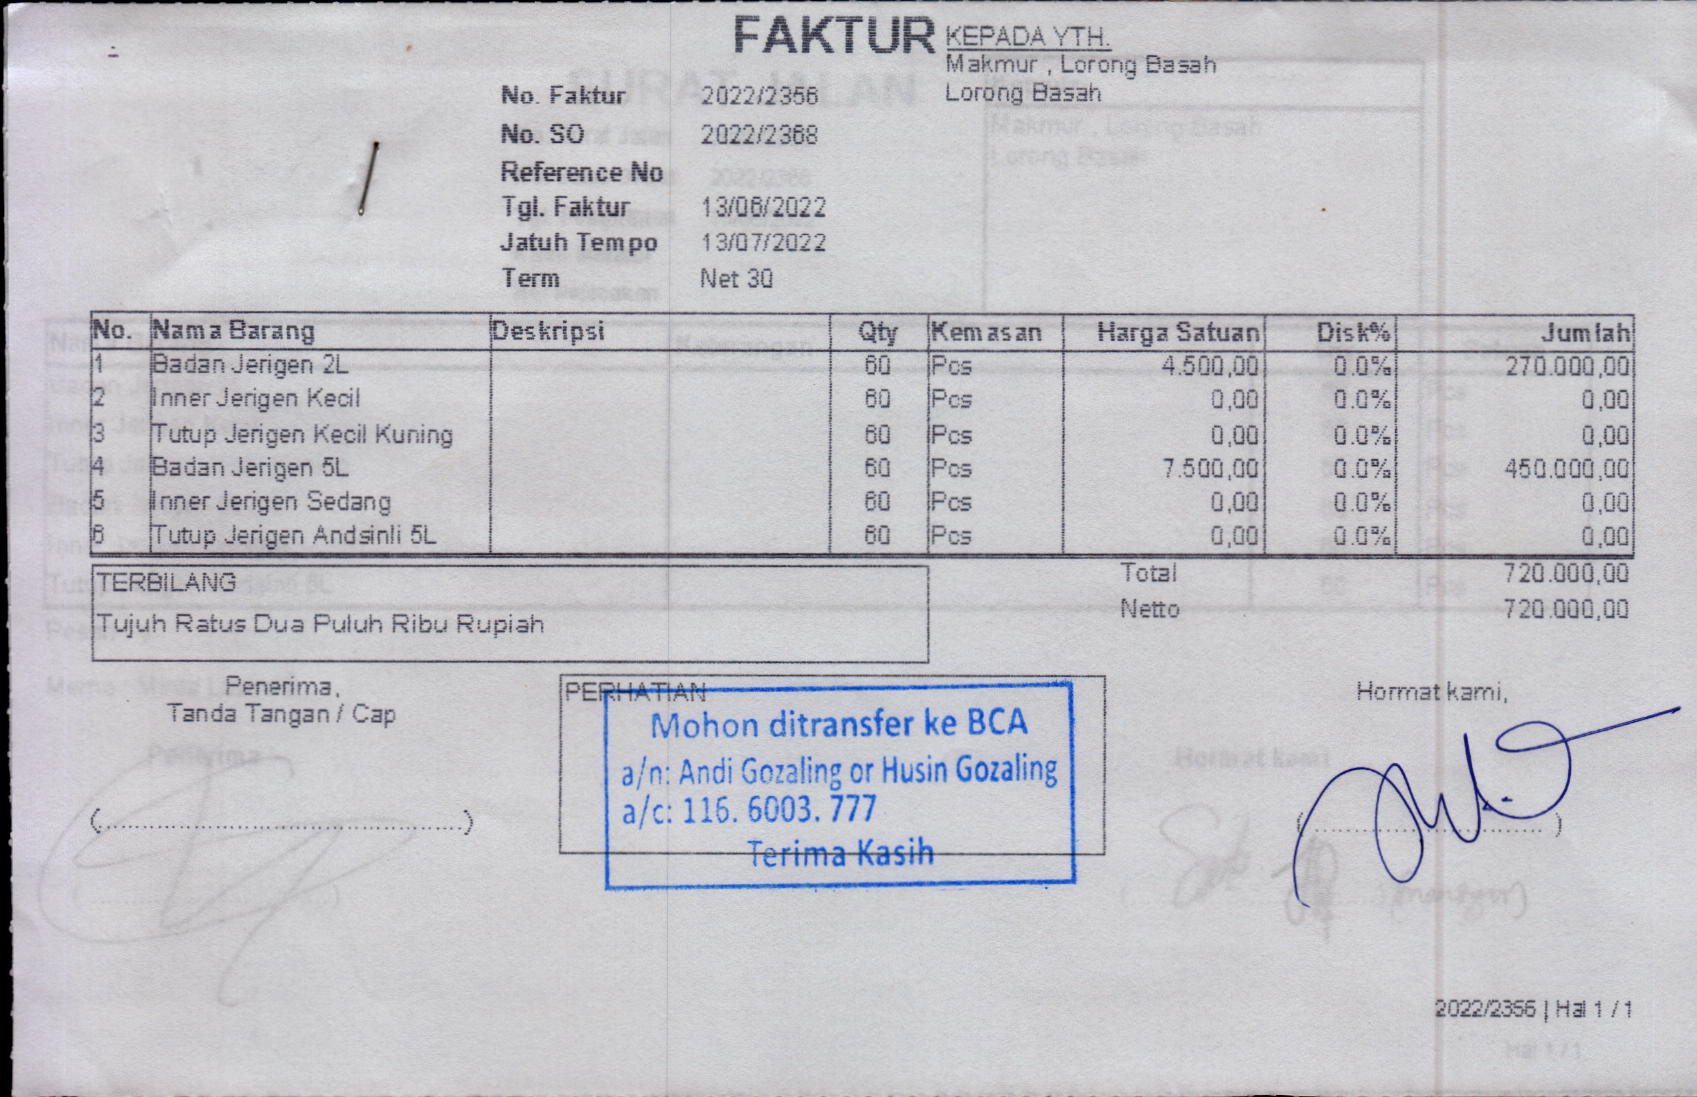 FAKTUR
KEPADA YTH.
Makmur , Lorong Basah
Lorong Basah
No. Faktur 2022/2356
No. SO 2022/2368
Reference No
Tgl. Faktur 13/06/2022
Jatuh Tempo 13/07/2022
Term Net 30
No. Nama Barang Deskripsi Qty Kemasan Harga Satuan Disk% Jumlah
1 Badan Jerigen 2L 60 Pcs 4.500,00 0.0% 270.000,00
2 Inner Jerigen Kecil 60 Pcs 0,00 0.0% 0,00
3 Tutup Jerigen Kecil Kuning 60 Pcs 0,00 0.0% 0,00
4 Badan Jerigen 5L 60 Pcs 7.500,00 0.0% 450.000,00
5 Inner Jerigen Sedang 60 Pcs 0,00 0.0% 0,00
6 Tutup Jerigen Andsinli 5L 60 Pcs 0,00 0.0% 0,00
Total 720.000,00
Netto 720.000,00
TERBILANG
Tujuh Ratus Dua Puluh Ribu Rupiah
Penerima,
Tanda Tangan / Cap
PERHATIAN
Mohon ditransfer ke BCA
a/n: Andi Gozaling or Husin Gozaling
a/c: 116. 6003. 777
Terima Kasih
Hormat kami,
2022/2356 | Hal 1 / 1